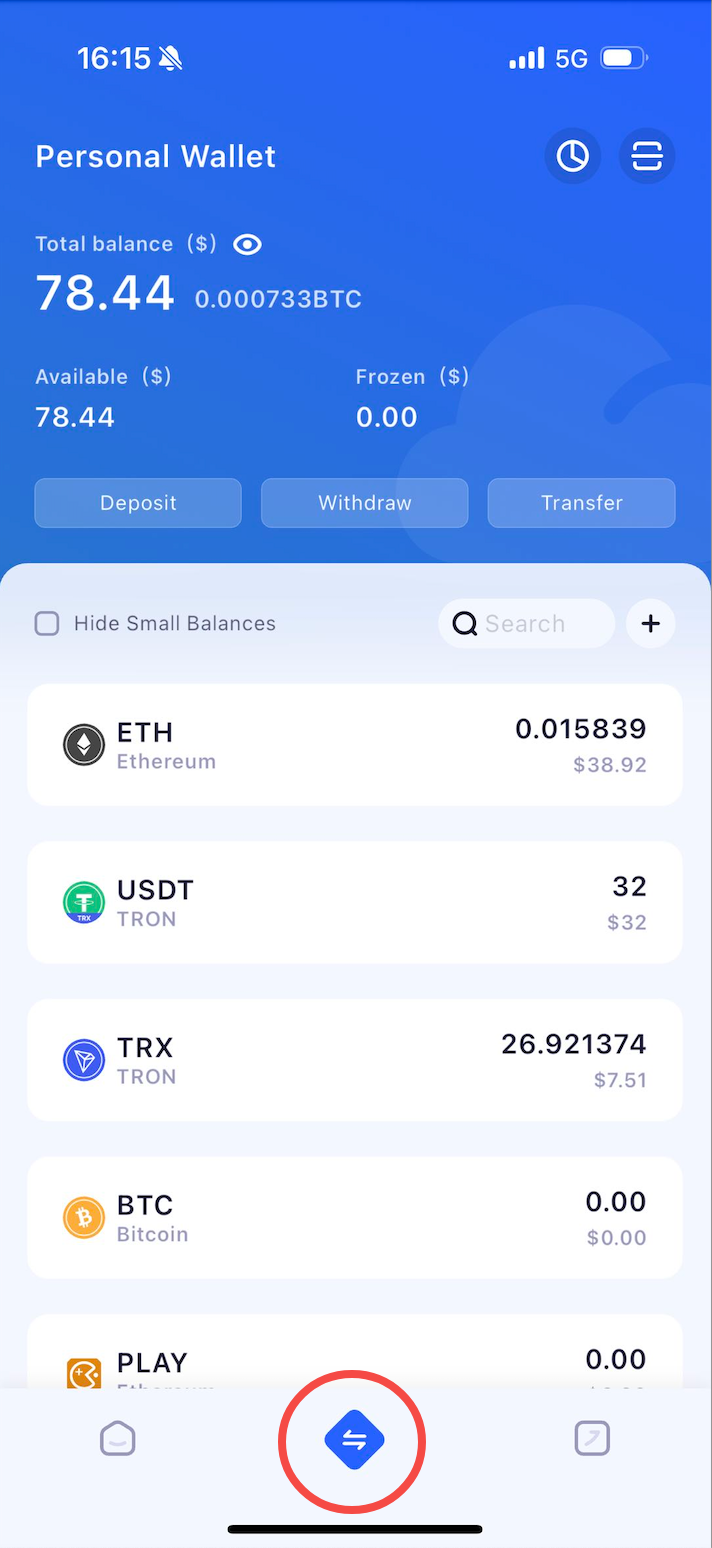 16:15 5G
Personal Wallet
Total balance ($)
78.44 0.000733BTC
Available ($) Frozen ($)
78.44 0.00
Deposit Withdraw Transfer
Hide Small Balances Search +
ETH 0.015839
Ethereum $38.92
USDT 32
TRX
TRON $32
TRX 26.921374
TRON $7.51
BTC 0.00
Bitcoin $0.00
PLAY 0.00